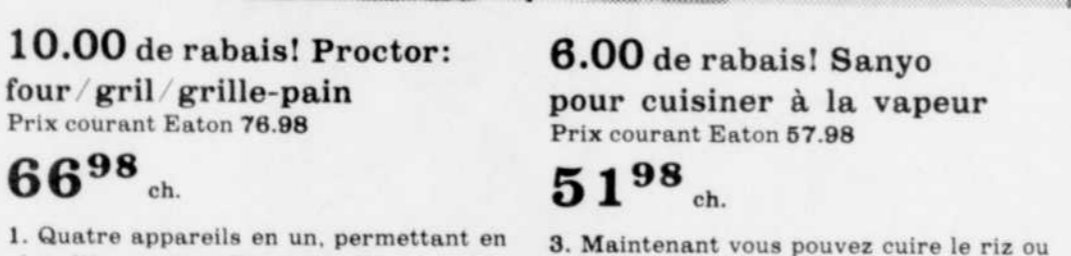 10.00 de rabais! Proctor:
four/gril/grille-pain
Prix courant Eaton 76.98
66⁹⁸ ch.
1. Quatre appareils en un, permettant en
6.00 de rabais! Sanyo
pour cuisiner à la vapeur
Prix courant Eaton 57.98
51⁹⁸ ch.
3. Maintenant vous pouvez cuire le riz ou